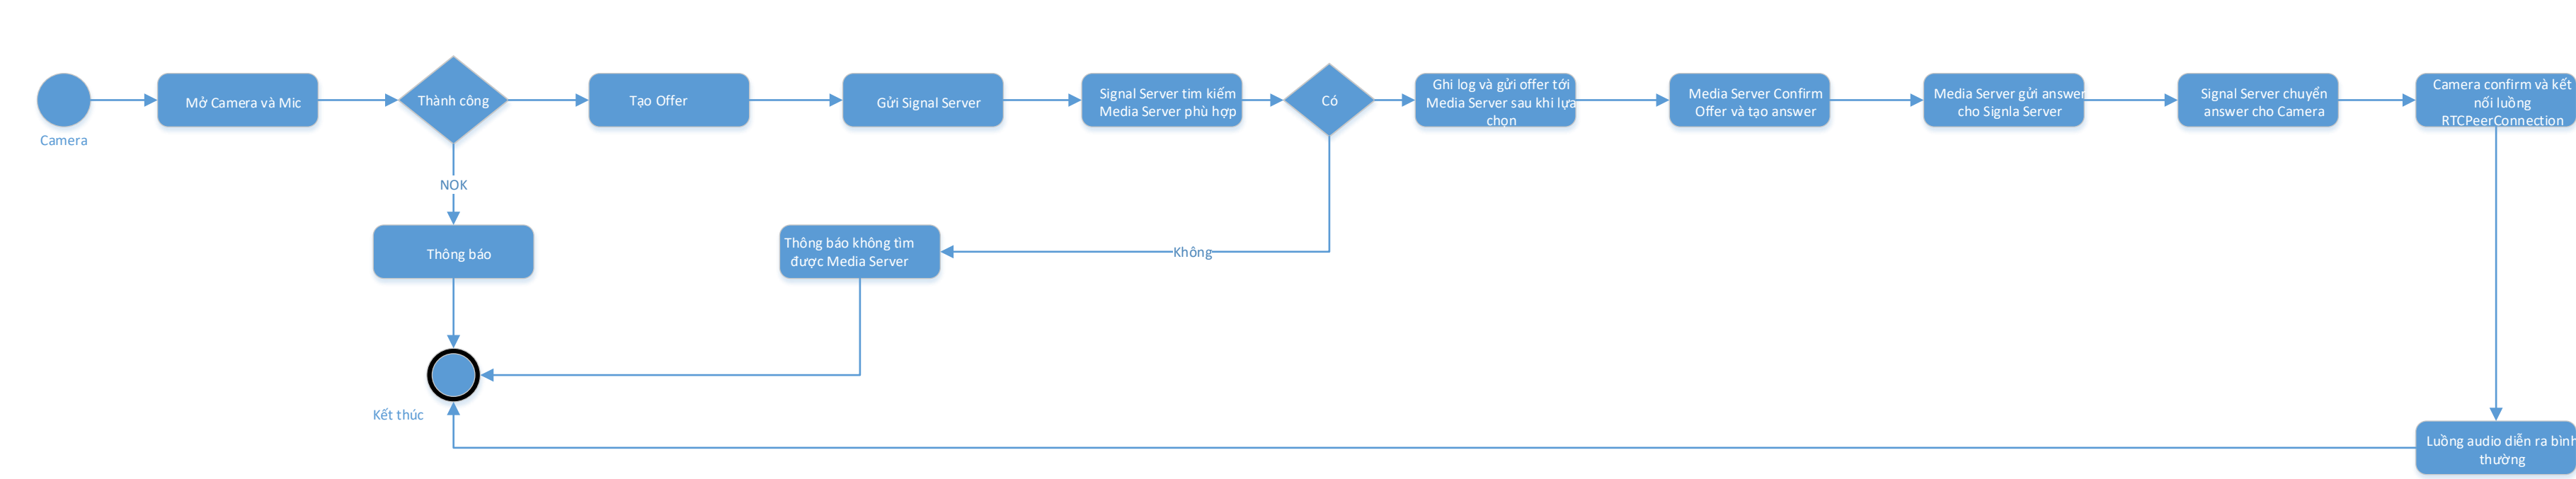 Camera
Mở Camera và Mic
Thành công
Tạo Offer
Gửi Signal Server
Signal Server tim kiếm
Media Server phù hợp
Có
Ghi log và gửi offer tới
Media Server sau khi lựa
chọn
Media Server Confirm
Offer và tạo answer
Media Server gửi answer
cho Signla Server
Signal Server chuyển
answer cho Camera
Camera confirm và kết
nối luồng
RTCPeerConnection
NOK
Thông báo
Thông báo không tìm
được Media Server
Không
Kết thúc
Luồng audio diễn ra bình
thường